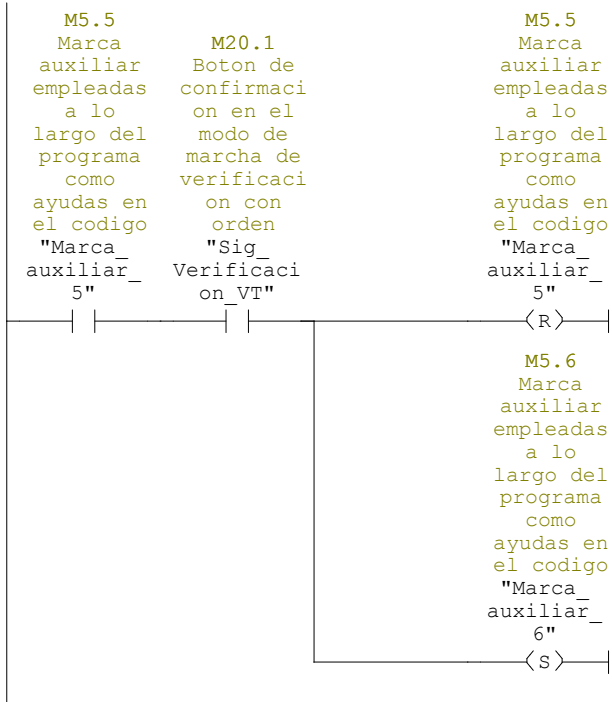 M5.5
Marca
auxiliar
empleadas
a lo
largo del
programa
como
ayudas en
el codigo
"Marca_
auxiliar_
5"
M20.1
Boton de
confirmaci
on en el
modo de
marcha de
verificaci
on con
orden
"Sig_
Verificaci
on_VT"
M5.5
Marca
auxiliar
empleadas
a lo
largo del
programa
como
ayudas en
el codigo
"Marca_
auxiliar_
5"
R
M5.6
Marca
auxiliar
empleadas
a lo
largo del
programa
como
ayudas en
el codigo
"Marca_
auxiliar_
6"
S